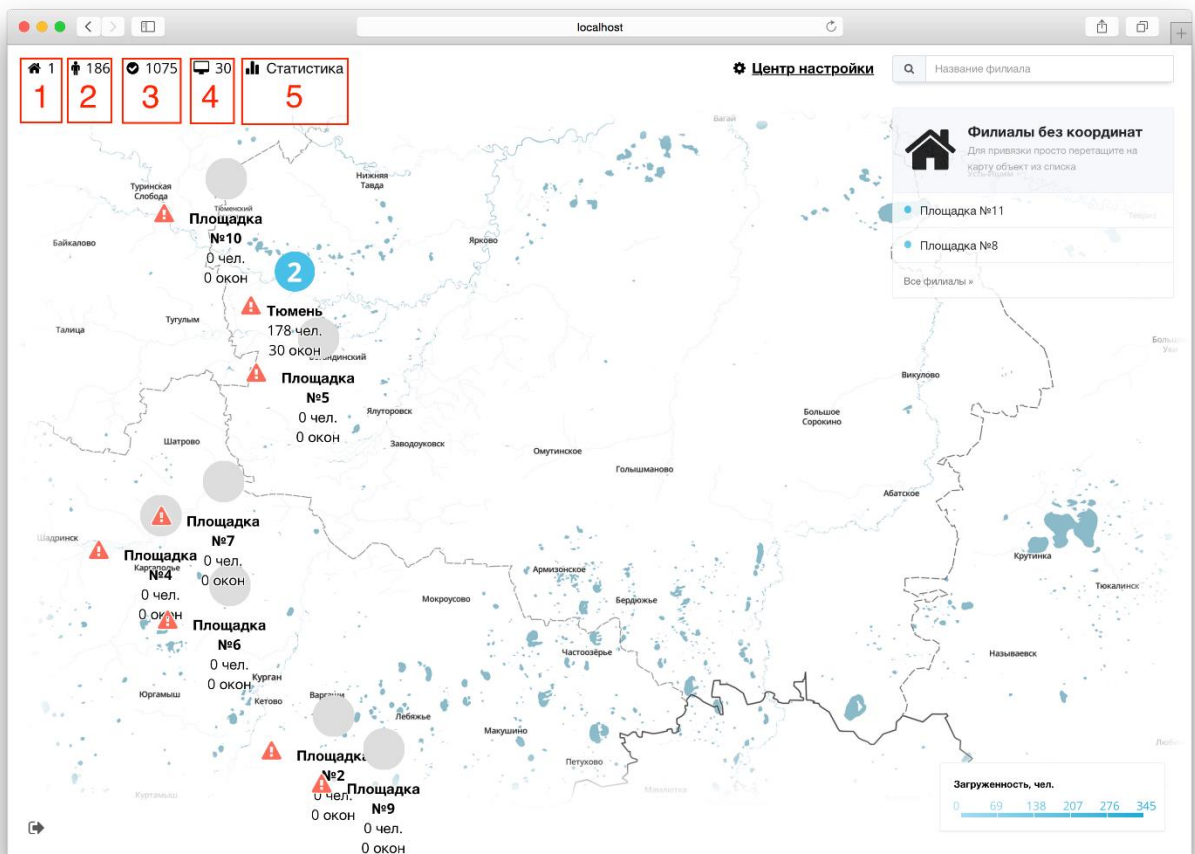 localhost
1 186 1075 30 Статистика
1 2 3 4 5
Центр настройки
Название филиала
Филиалы без координат
Для привязки просто перетащите на
карту объект из списка
Площадка №11
Площадка №8
Все филиалы »
Вагай
Усть-Ишим
Нижняя
Тавда
Туринская
Слобода
Тюменский
Площадка
№10
0 чел.
0 окон
Байкалово
Ярково
2
Тюмень
178 чел.
30 окон
Талица
Тугулым
Площадка
№5
0 чел.
0 окон
Викулово
Ялуторовск
Большое
Сорокино
Шатрово
Заводоуковск
Омутинское
Голышманово
Абатское
Площадка
№7
0 чел.
0 окон
Шадринск
Площадка
№4
0 чел.
0 окон
Каргаполье
Крутинка
Армизонское
Тюкалинск
Мокроусово
Бердюжье
Площадка
№6
0 чел.
0 окон
Частоозёрье
Называевск
Курган
Юргамыш
Кетово
Варгаши
Лебяжье
Макушино
Площадка
№2
0 чел.
0 окон
Петухово
Площадка
№9
0 чел.
0 окон
Куртамыш
Загруженность, чел.
0 69 138 207 276 345